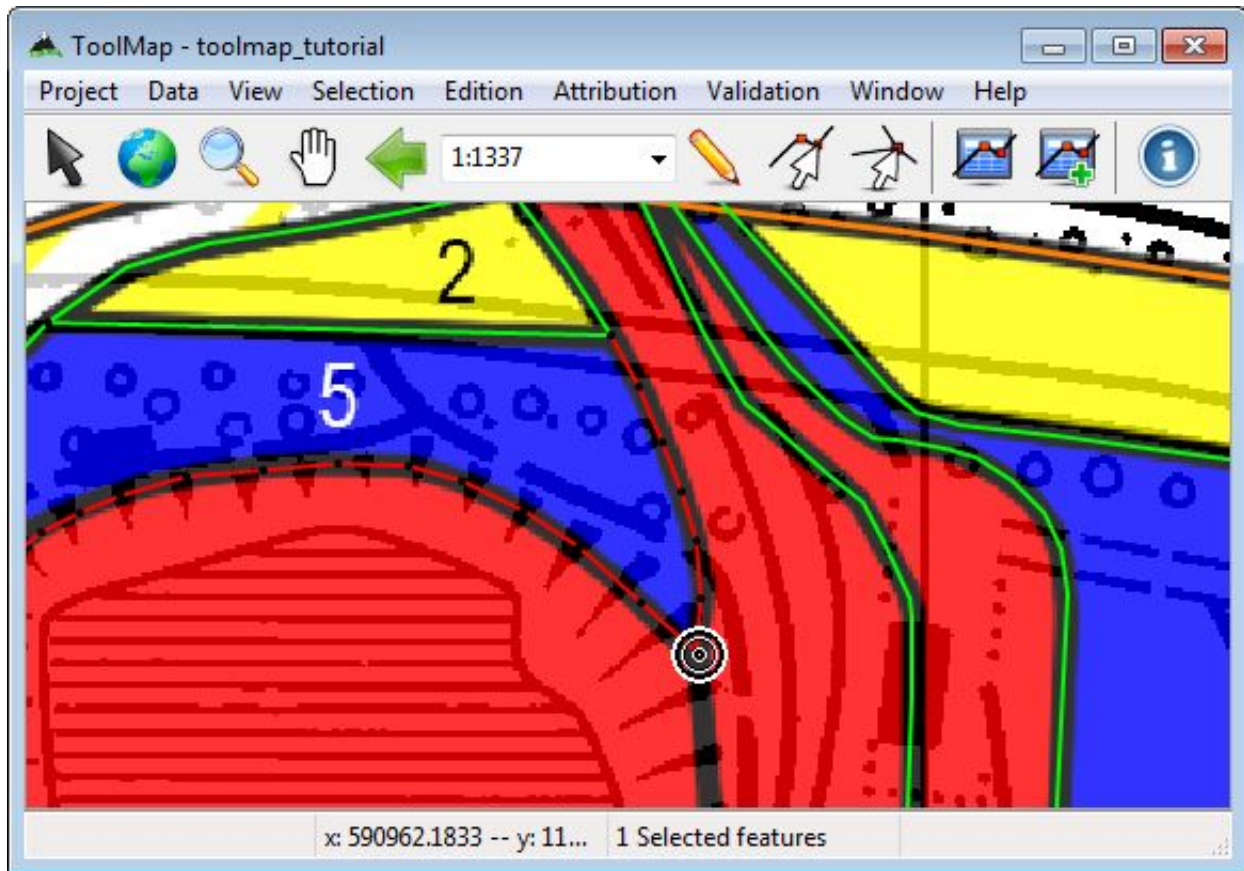 ToolMap - toolmap_tutorial
Project Data View Selection Edition Attribution Validation Window Help
1:1337
2
5
x: 590962.1833 -- y: 11... 1 Selected features